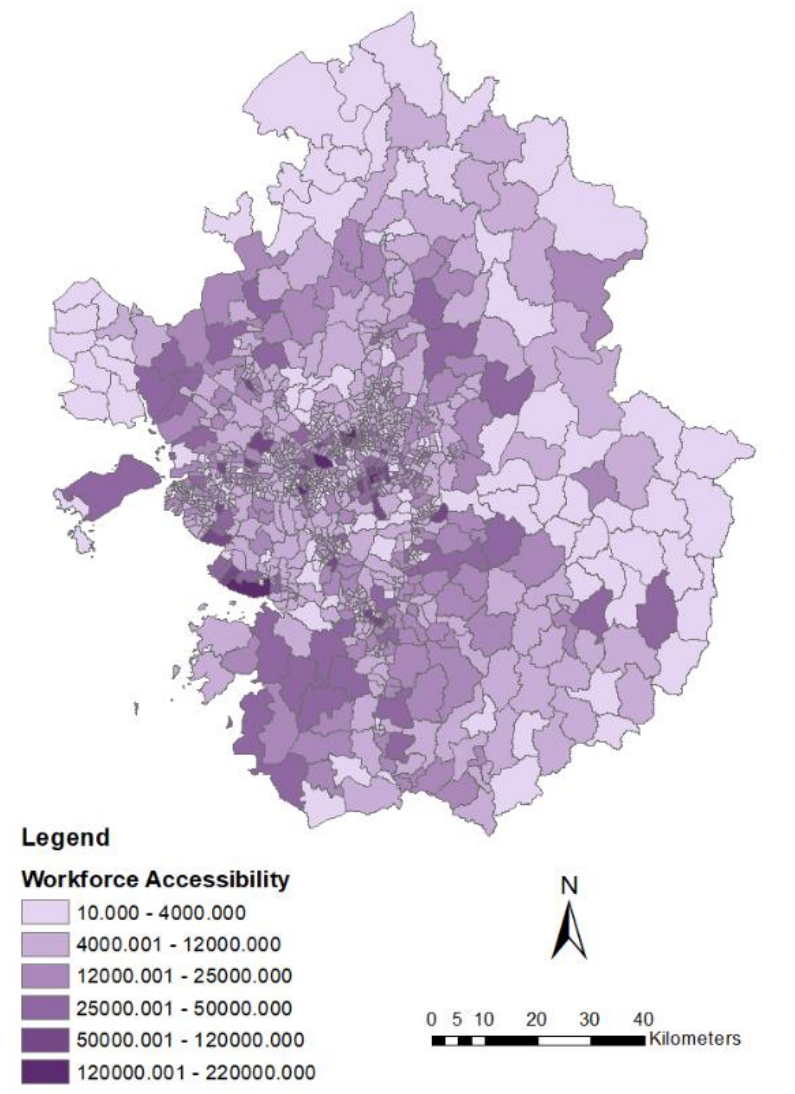 Legend
Workforce Accessibility
10.000 - 4000.000
4000.001 - 12000.000
12000.001 - 25000.000
25000.001 - 50000.000
50000.001 - 120000.000
120000.001 - 220000.000
N
0 5 10 20 30 40
Kilometers